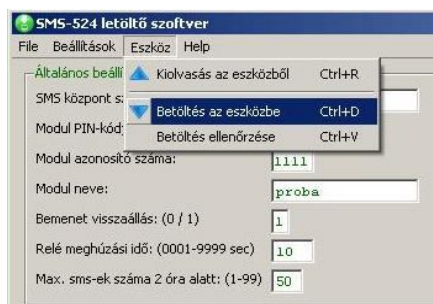 SMS-524 letöltő szoftver
File Beállítások Eszköz Help
Általános beáll
Kiolvasás az eszközből Ctrl+R
SMS központ s
Betöltés az eszközbe Ctrl+D
Modul PIN-kód
Betöltés ellenőrzése Ctrl+V
Modul azonosító száma: 1111
Modul neve: proba
Bemenet visszaállás: (0 / 1) 1
Relé meghúzási idő: (0001-9999 sec) 10
Max. sms-ek száma 2 óra alatt: (1-99) 50